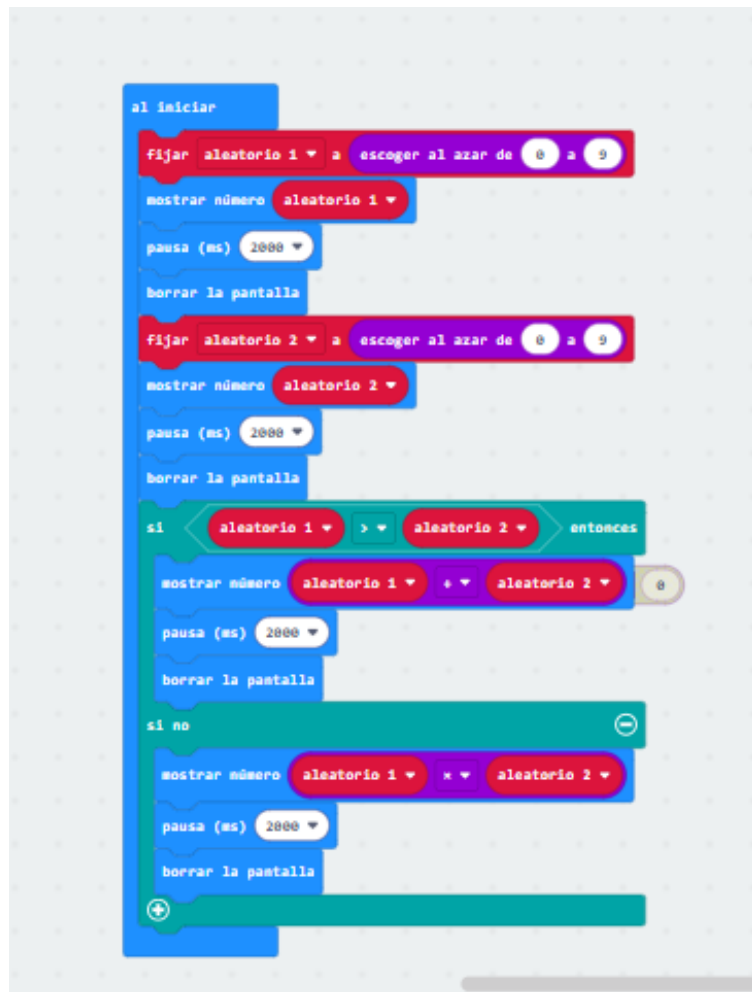 al iniciar
fijar aleatorio 1 a escoger al azar de 0 a 9
mostrar número aleatorio 1
pausa (ms) 2000
borrar la pantalla
fijar aleatorio 2 a escoger al azar de 0 a 9
mostrar número aleatorio 2
pausa (ms) 2000
borrar la pantalla
si aleatorio 1 > aleatorio 2 entonces
mostrar número aleatorio 1 aleatorio 2 0
pausa (ms) 2000
borrar la pantalla
si no
mostrar número aleatorio 1 × aleatorio 2
pausa (ms) 2000
borrar la pantalla